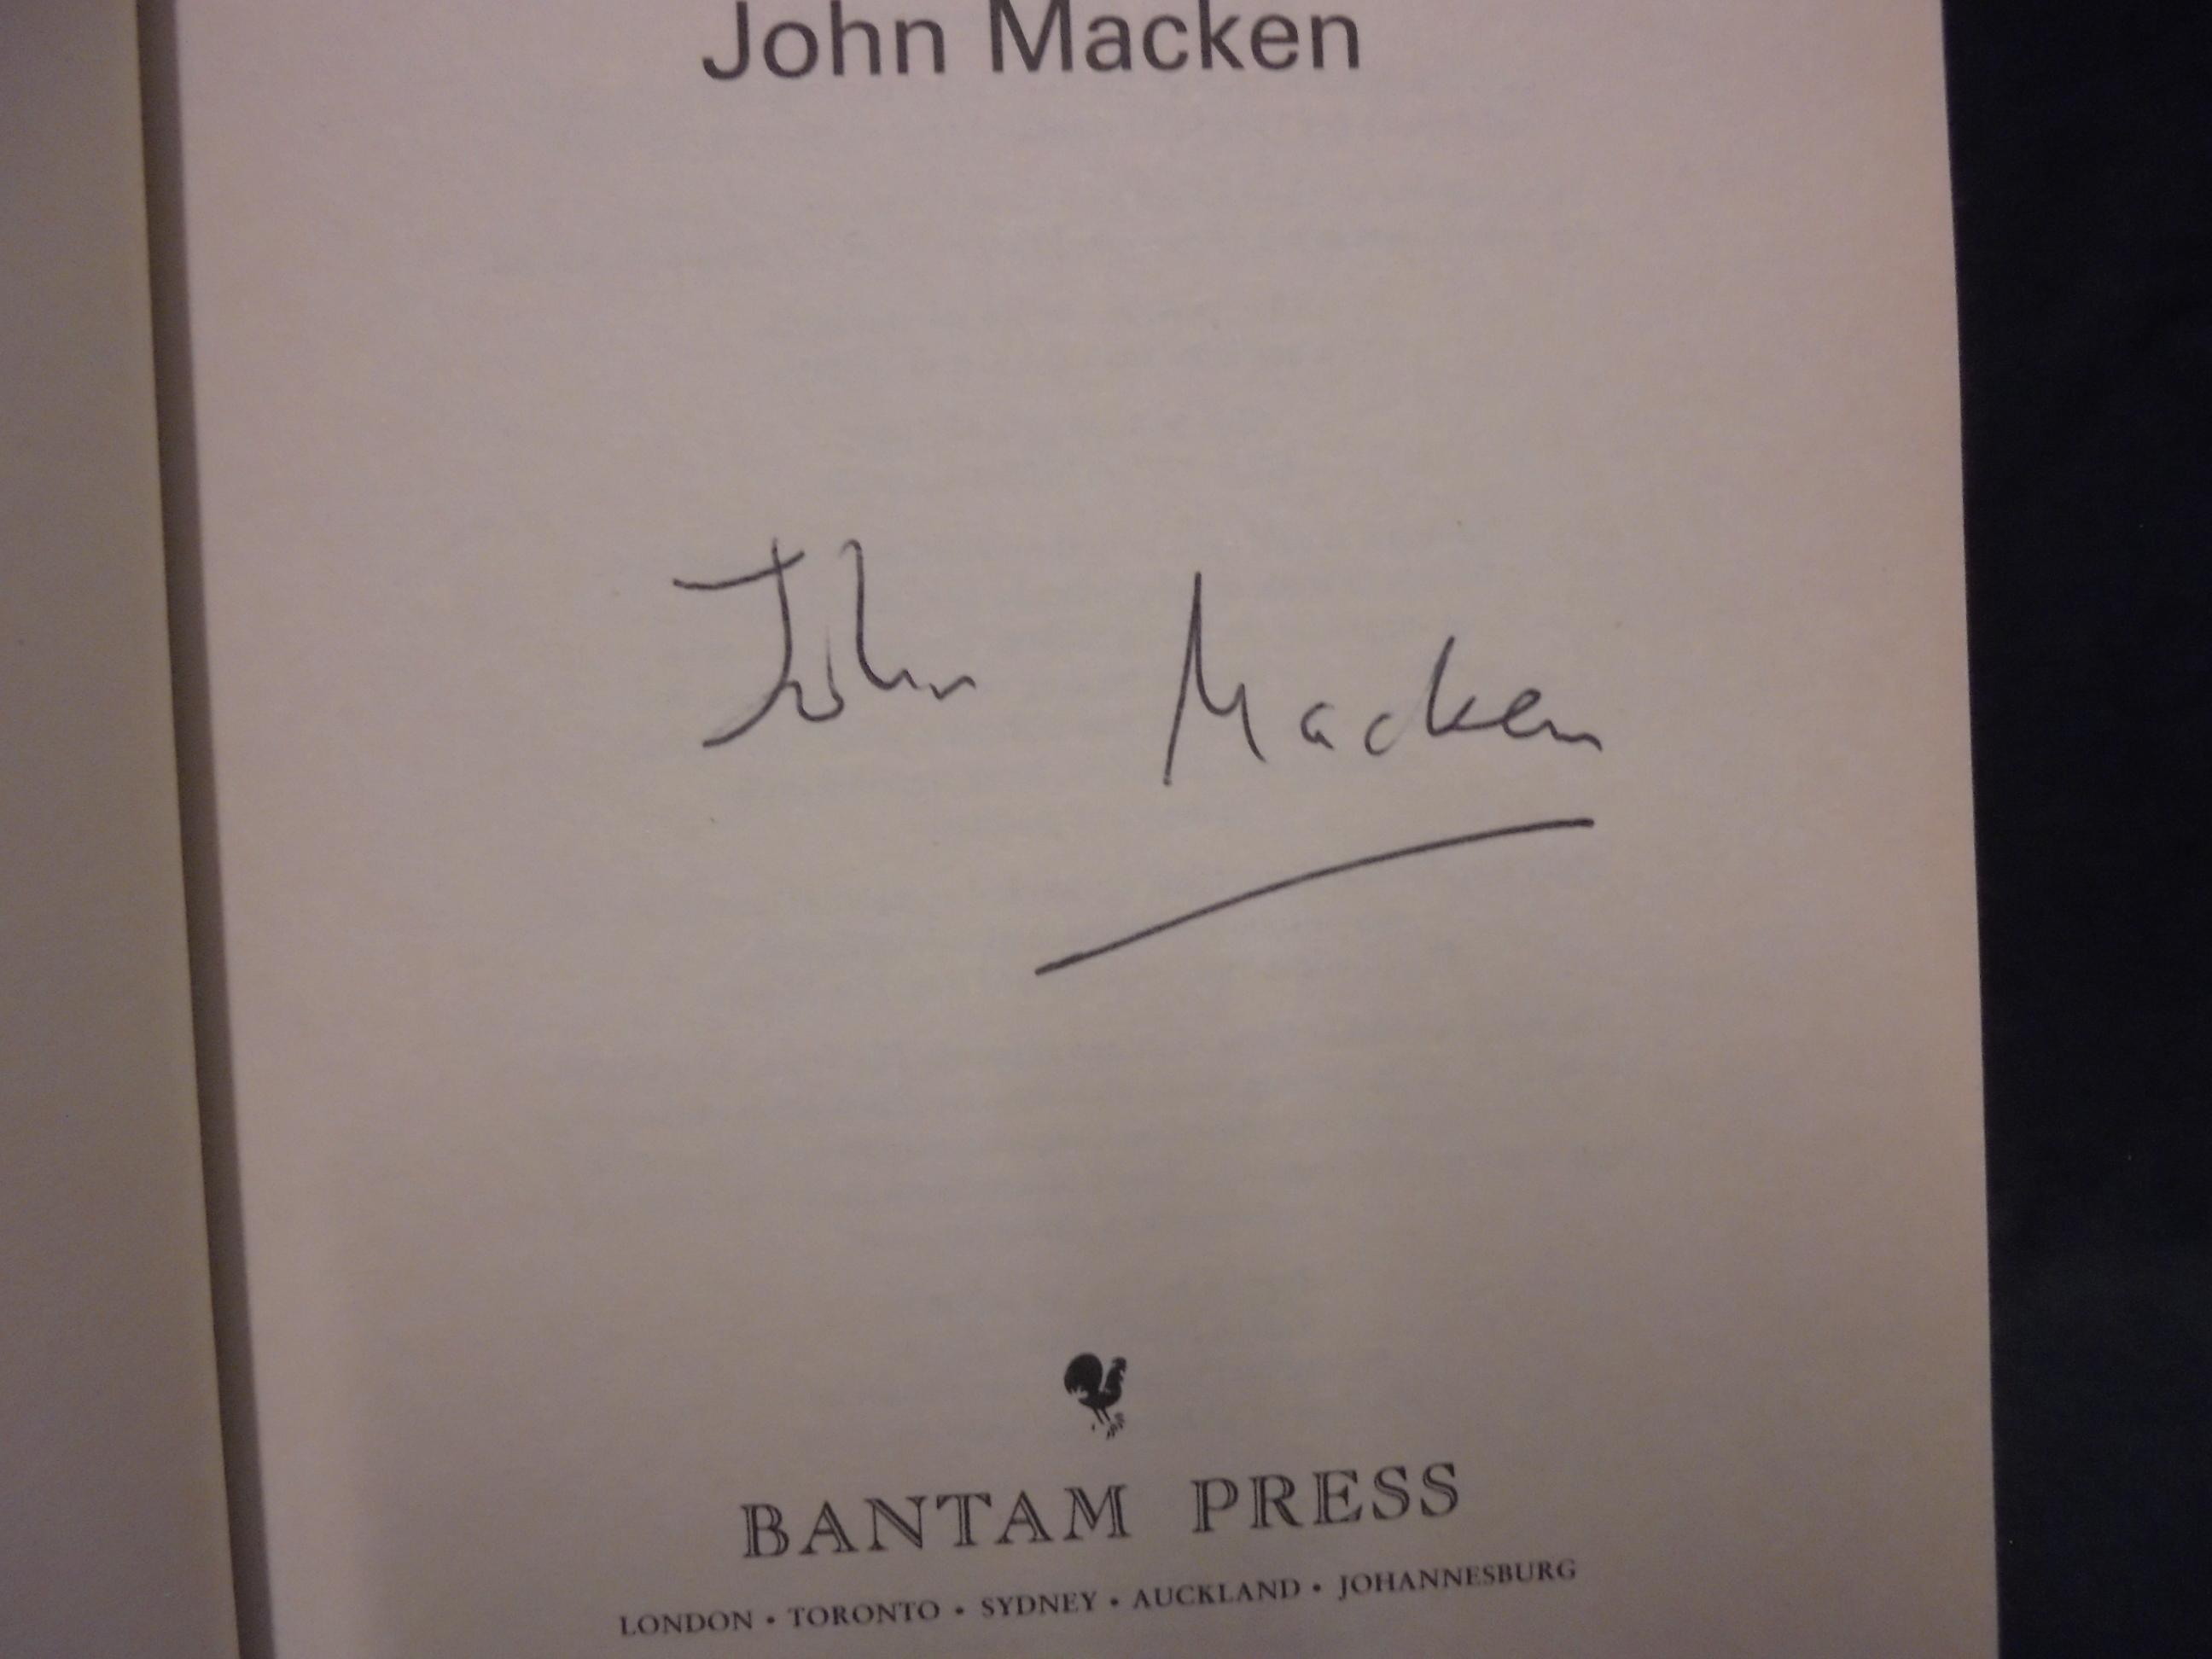 John Macken
John Macken
BANTAM PRESS
LONDON • TORONTO • SYDNEY • AUCKLAND • JOHANNESBURG